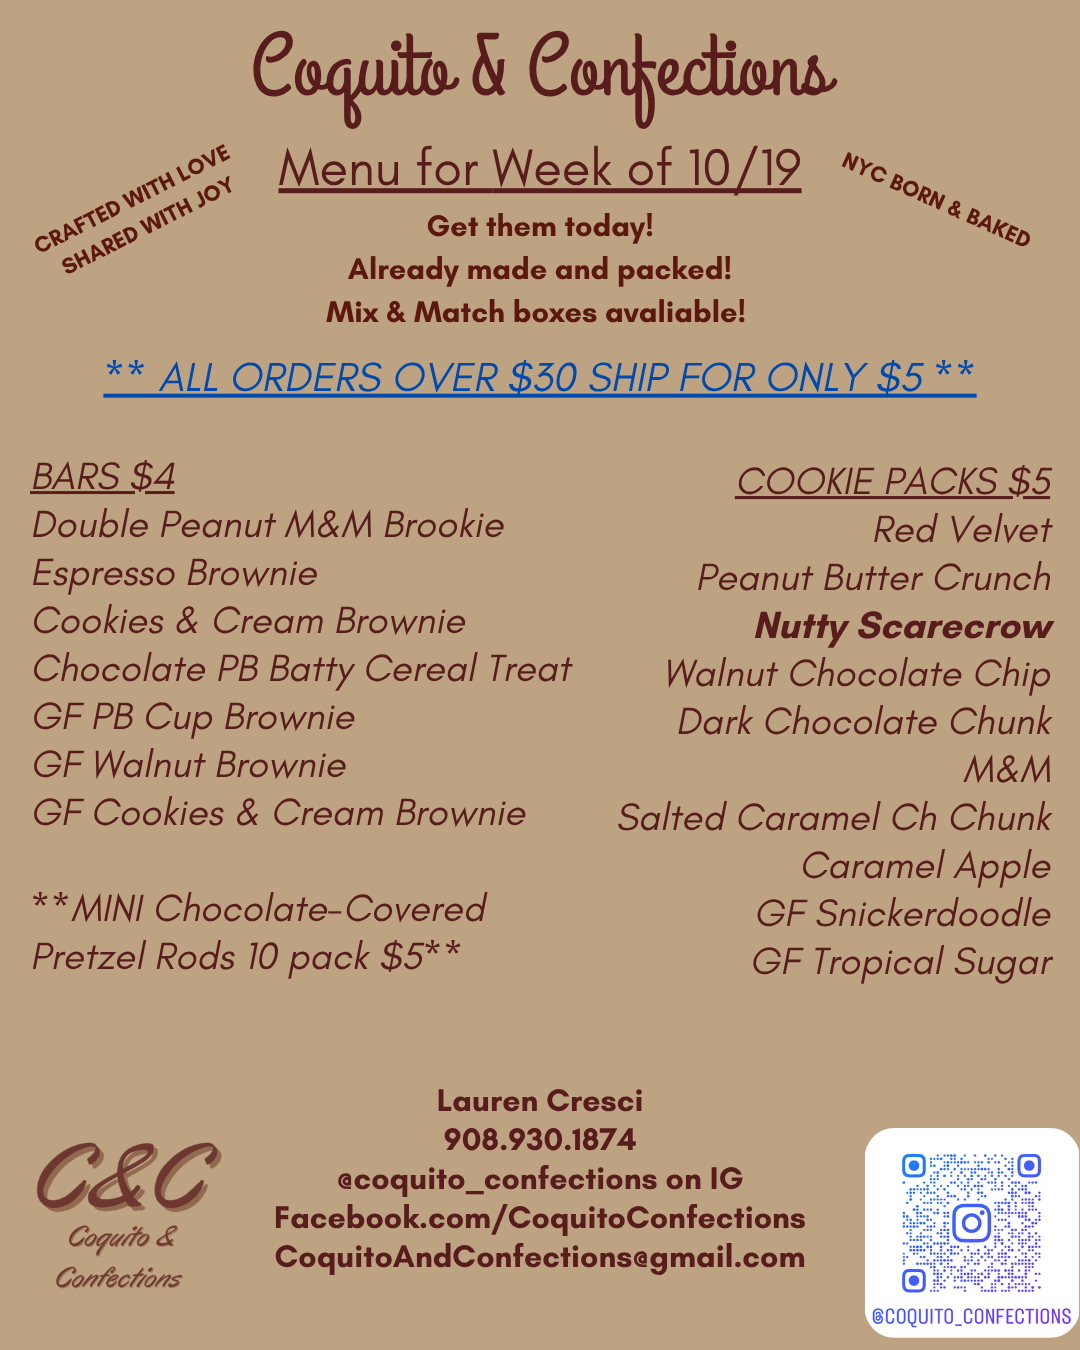 Coquito & Confections
Menu for Week of 10/19
CRAFTED WITH LOVE
SHARED WITH JOY
NYC BORN & BAKED
Get them today!
Already made and packed!
Mix & Match boxes avaliable!
** ALL ORDERS OVER $30 SHIP FOR ONLY $5 **
BARS $4
Double Peanut M&M Brookie
Espresso Brownie
Cookies & Cream Brownie
Chocolate PB Batty Cereal Treat
GF PB Cup Brownie
GF Walnut Brownie
GF Cookies & Cream Brownie
**MINI Chocolate-Covered
Pretzel Rods 10 pack $5**
COOKIE PACKS $5
Red Velvet
Peanut Butter Crunch
Nutty Scarecrow
Walnut Chocolate Chip
Dark Chocolate Chunk
M&M
Salted Caramel Ch Chunk
Caramel Apple
GF Snickerdoodle
GF Tropical Sugar
Lauren Cresci
908.930.1874
@coquito_confections on IG
Facebook.com/CoquitoConfections
CoquitoAndConfections@gmail.com
C&C
Coquito &
Confections
@COQUITO_CONFECTIONS